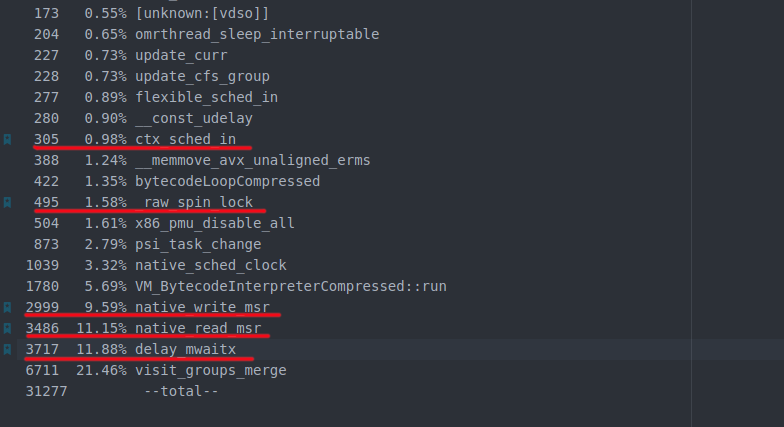 173 0.55% [unknown:[vdso]]
204 0.65% omrthread_sleep_interruptable
227 0.73% update_curr
228 0.73% update_cfs_group
277 0.89% flexible_sched_in
280 0.90% __const_udelay
305 0.98% ctx_sched_in
388 1.24% __memmove_avx_unaligned_erms
422 1.35% bytecodeLoopCompressed
495 1.58% _raw_spin_lock
504 1.61% x86_pmu_disable_all
873 2.79% psi_task_change
1039 3.32% native_sched_clock
1780 5.69% VM_BytecodeInterpreterCompressed::run
2999 9.59% native_write_msr
3486 11.15% native_read_msr
3717 11.88% delay_mwaitx
6711 21.46% visit_groups_merge
31277 --total--